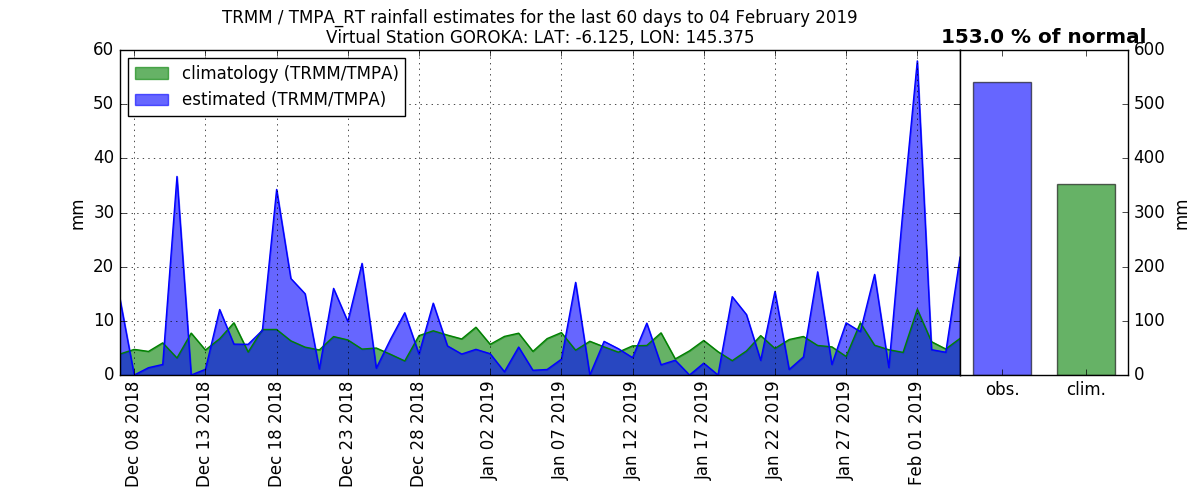 TRMM / TMPA_RT rainfall estimates for the last 60 days to 04 February 2019
Virtual Station GOROKA: LAT: -6.125, LON: 145.375
153.0 % of normal
climatology (TRMM/TMPA)
estimated (TRMM/TMPA)
60
50
40
30
20
10
0
mm
600
500
400
300
200
100
0
mm
Dec 08 2018
Dec 13 2018
Dec 18 2018
Dec 23 2018
Dec 28 2018
Jan 02 2019
Jan 07 2019
Jan 12 2019
Jan 17 2019
Jan 22 2019
Jan 27 2019
Feb 01 2019
obs.
clim.